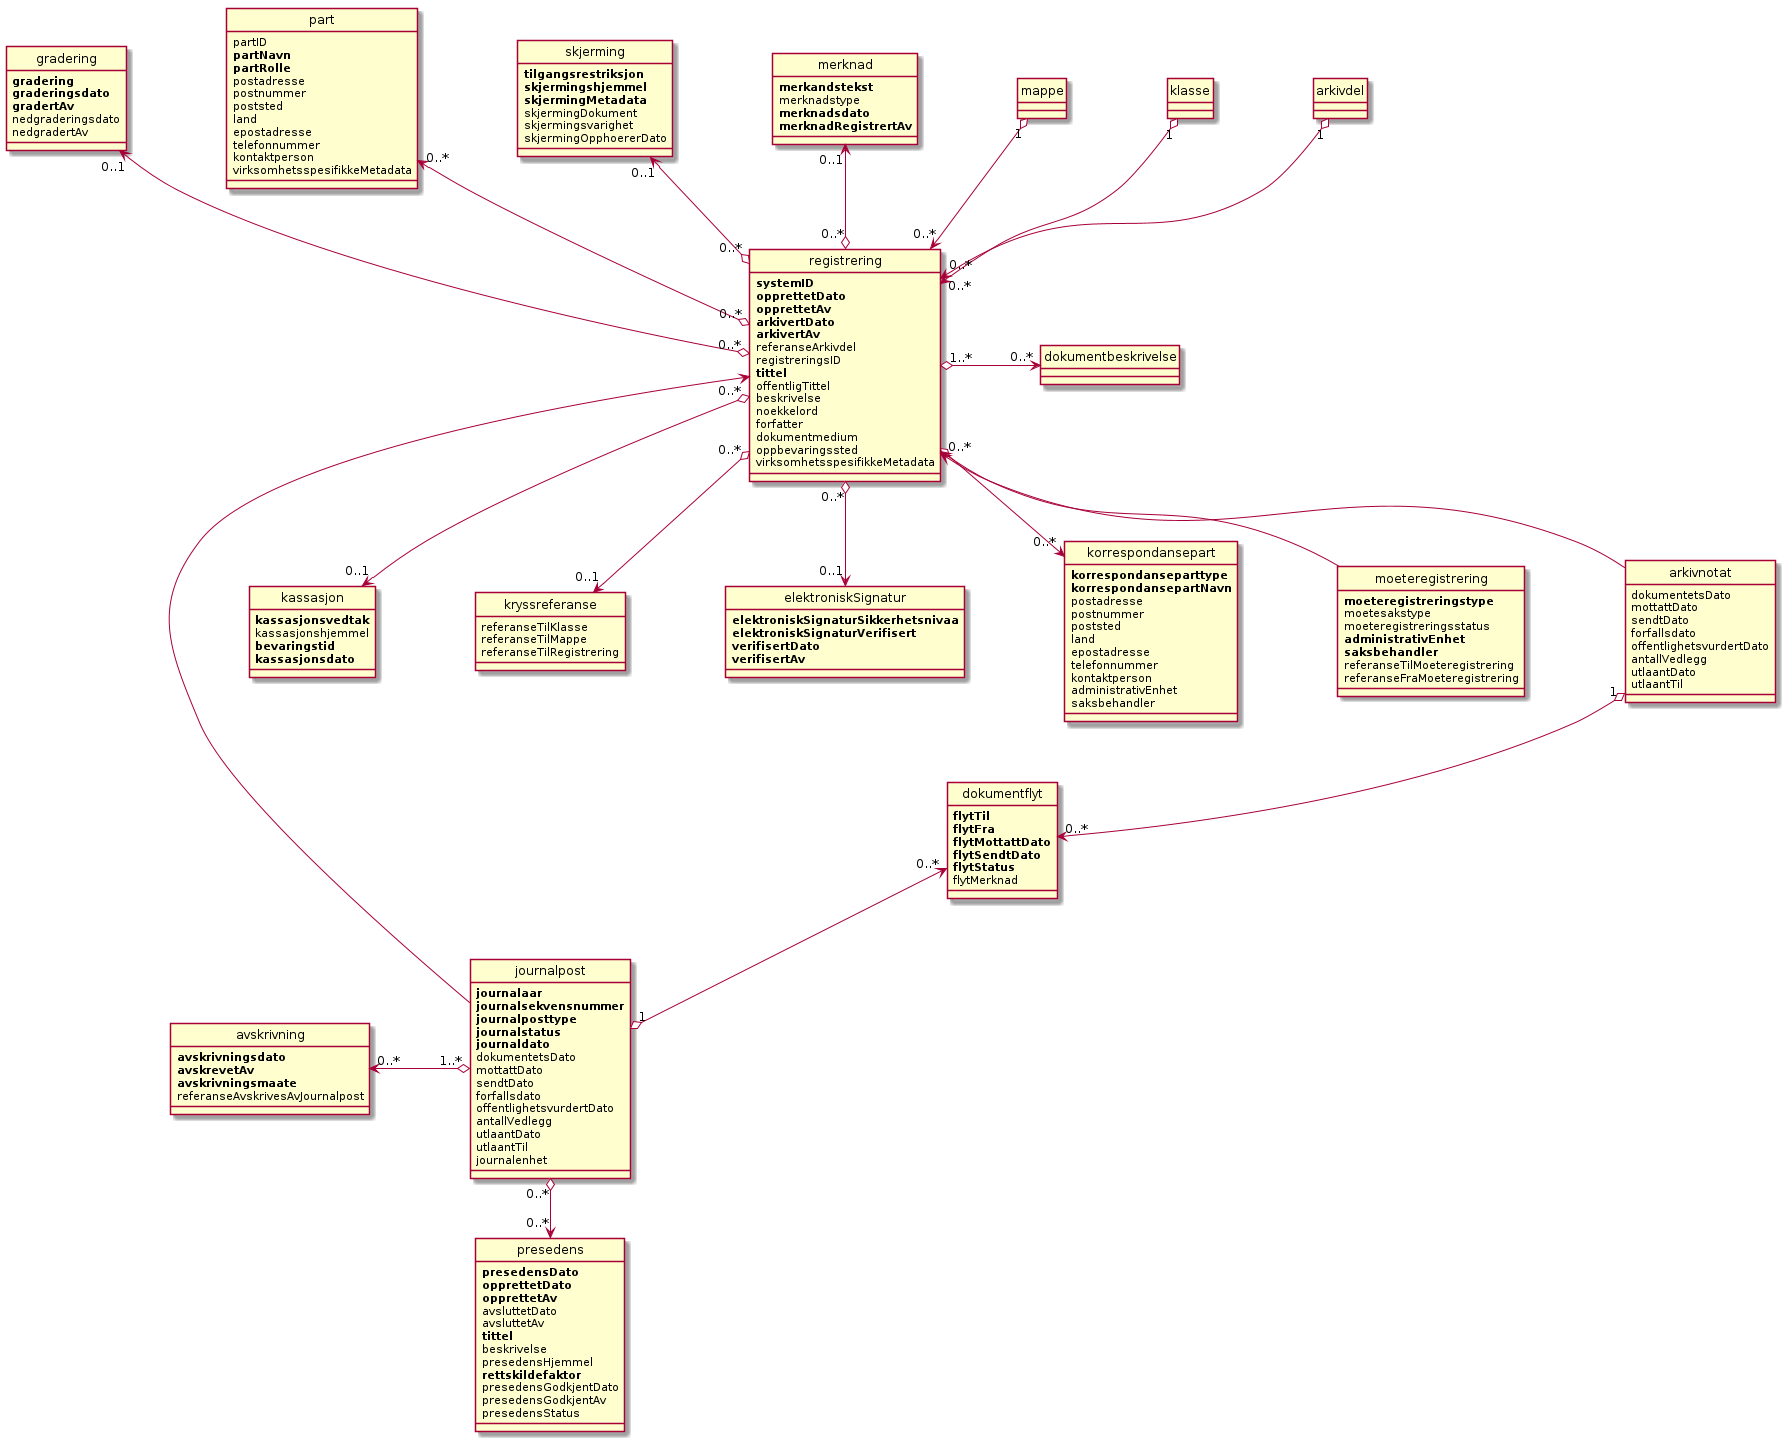 gradering
gradering
graderingsdato
gradertAv
nedgraderingsdato
nedgradertAv
0..1
part
partID
partNavn
partRolle
postadresse
postnummer
poststed
land
epostadresse
telefonnummer
kontaktperson
virksomhetsspesifikkeMetadata
0..*
skjerming
tilgangsrestriksjon
skjermingshjemmel
skjermingMetadata
skjermingDokument
skjermingsvarighet
skjermingOpphoererDato
0..1
merknad
merkandstekst
merknadstype
merknadsdato
merknadRegistrertAv
0..1
mappe
1
klasse
1
arkivdel
1
0..*
0..*
0..*
0..*
0..*
0..*
0..*
0..*
0..*
registrering
systemID
opprettetDato
opprettetAv
arkivertDato
arkivertAv
referanseArkivdel
registreringsID
tittel
offentligTittel
beskrivelse
noekkelord
forfatter
dokumentmedium
oppbevaringssted
virksomhetsspesifikkeMetadata
1..*
0..*
dokumentbeskrivelse
0..*
0..*
0..*
0..1
kassasjon
kassasjonsvedtak
kassasjonshjemmel
bevaringstid
kassasjonsdato
0..1
kryssreferanse
referanseTilKlasse
referanseTilMappe
referanseTilRegistrering
0..1
elektroniskSignatur
elektroniskSignaturSikkerhetsnivaa
elektroniskSignaturVerifisert
verifisertDato
verifisertAv
korrespondansepart
korrespondanseparttype
korrespondansepartNavn
postadresse
postnummer
poststed
land
epostadresse
telefonnummer
kontaktperson
administrativEnhet
saksbehandler
moeteregistrering
moeteregistreringstype
moetesakstype
moeteregistreringsstatus
administrativEnhet
saksbehandler
referanseTilMoeteregistrering
referanseFraMoeteregistrering
arkivnotat
dokumentetsDato
mottattDato
sendtDato
forfallsdato
offentlighetsvurdertDato
antallVedlegg
utlaantDato
utlaantTil
1
dokumentflyt
flytTil
flytFra
flytMottattDato
flytSendtDato
flytStatus
flytMerknad
0..*
0..*
journalpost
journalaar
journalsekvensnummer
journalposttype
journalstatus
journaldato
dokumentetsDato
mottattDato
sendtDato
forfallsdato
offentlighetsvurdertDato
antallVedlegg
utlaantDato
utlaantTil
journalenhet
1
avskrivning
avskrivningsdato
avskrevetAv
avskrivningsmaate
referanseAvskrivesAvJournalpost
0..*
1..*
0..*
0..*
presedens
presedensDato
opprettetDato
opprettetAv
avsluttetDato
avsluttetAv
tittel
beskrivelse
presedensHjemmel
rettskildefaktor
presedensGodkjentDato
presedensGodkjentAv
presedensStatus